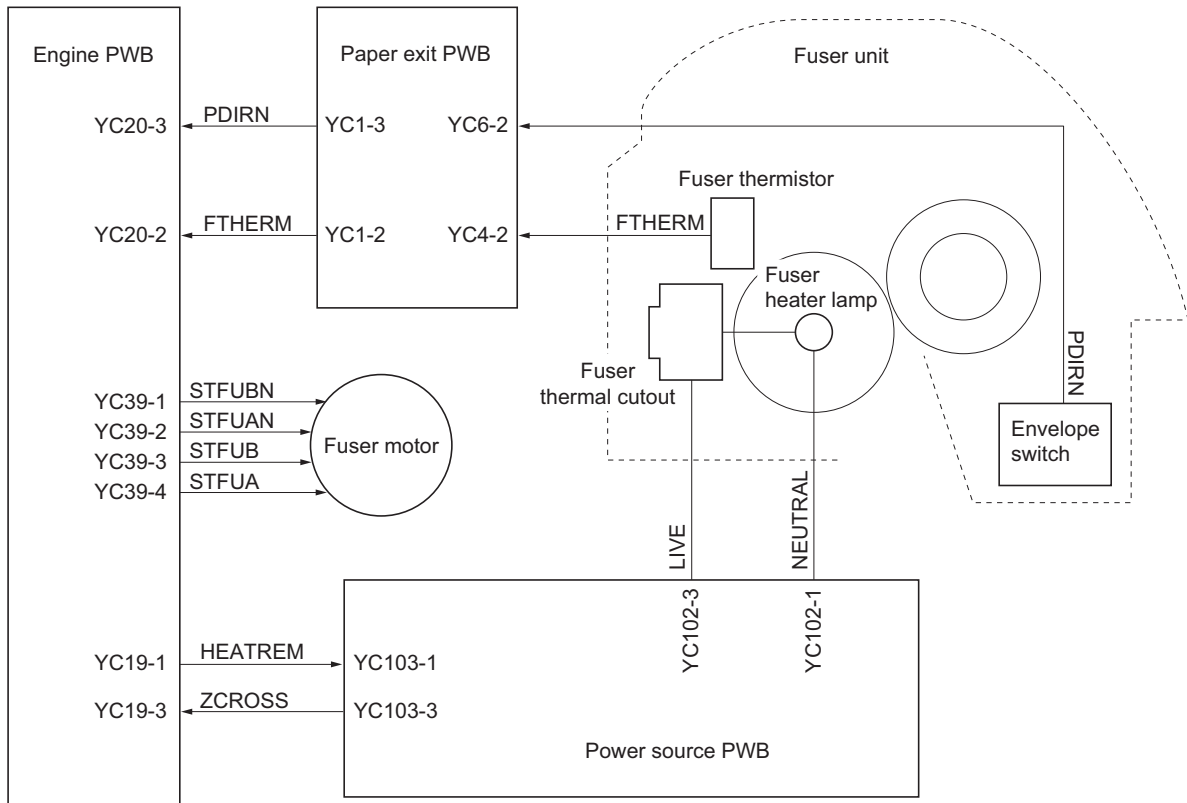 Engine PWB
Paper exit PWB
Fuser unit
YC20-3
PDIRN
YC1-3
YC6-2
Fuser thermistor
YC20-2
FTHERM
YC1-2
YC4-2
FTHERM
Fuser
heater lamp
PDIRN
Fuser
thermal cutout
YC39-1
STFUBN
YC39-2
STFUAN
YC39-3
STFUB
YC39-4
STFUA
Fuser motor
Envelope
switch
LIVE
NEUTRAL
YC102-3
YC102-1
YC19-1
HEATREM
YC103-1
YC19-3
ZCROSS
YC103-3
Power source PWB